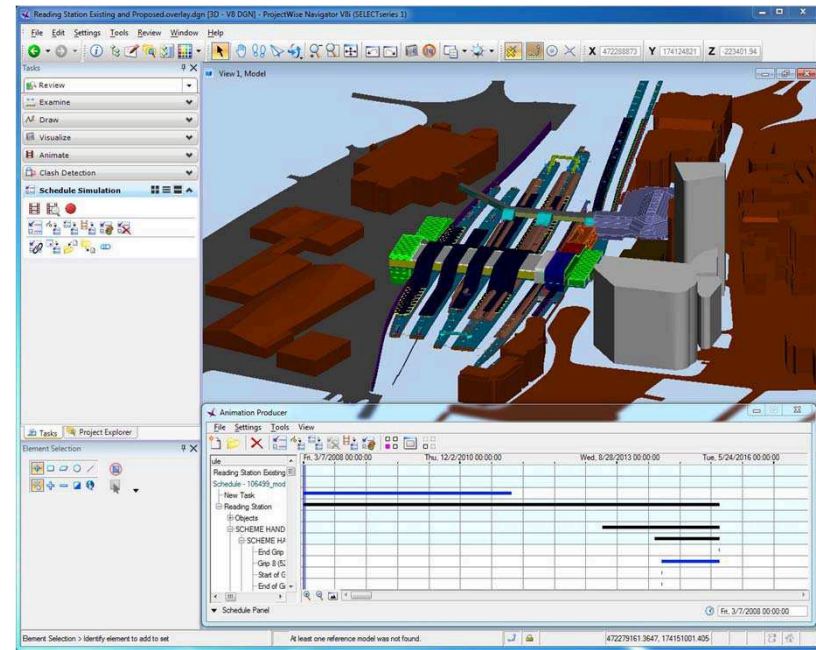 Reading Station Existing and Proposed.overlay.dgn [3D - V8 DGN] - ProjectWise Navigator V8i (SELECTseries 1)
File Edit Settings Tools Review Window Help
X 472288873 Y 174124821 Z -223401.94
Tasks
View 1, Model
Review
Examine
Draw
Visualize
Animate
Clash Detection
Schedule Simulation
Tasks Project Explorer
Element Selection
Animation Producer
File Settings Tools View
ule
Fri, 3/7/2008 00:00:00 Thu, 12/2/2010 00:00:00 Wed, 8/28/2013 00:00:00 Tue, 5/24/2016 00:00:00
Reading Station Existing
Schedule - 106499_mod
New Task
Reading Station
Objects
SCHEME HAND
SCHEME HA
End Grip
Grip 8 (52
Start of G
End of G
Schedule Panel
Fri, 3/7/2008 00:00:00
Element Selection > Identify element to add to set
At least one reference model was not found.
472279161.3647, 174151001.405